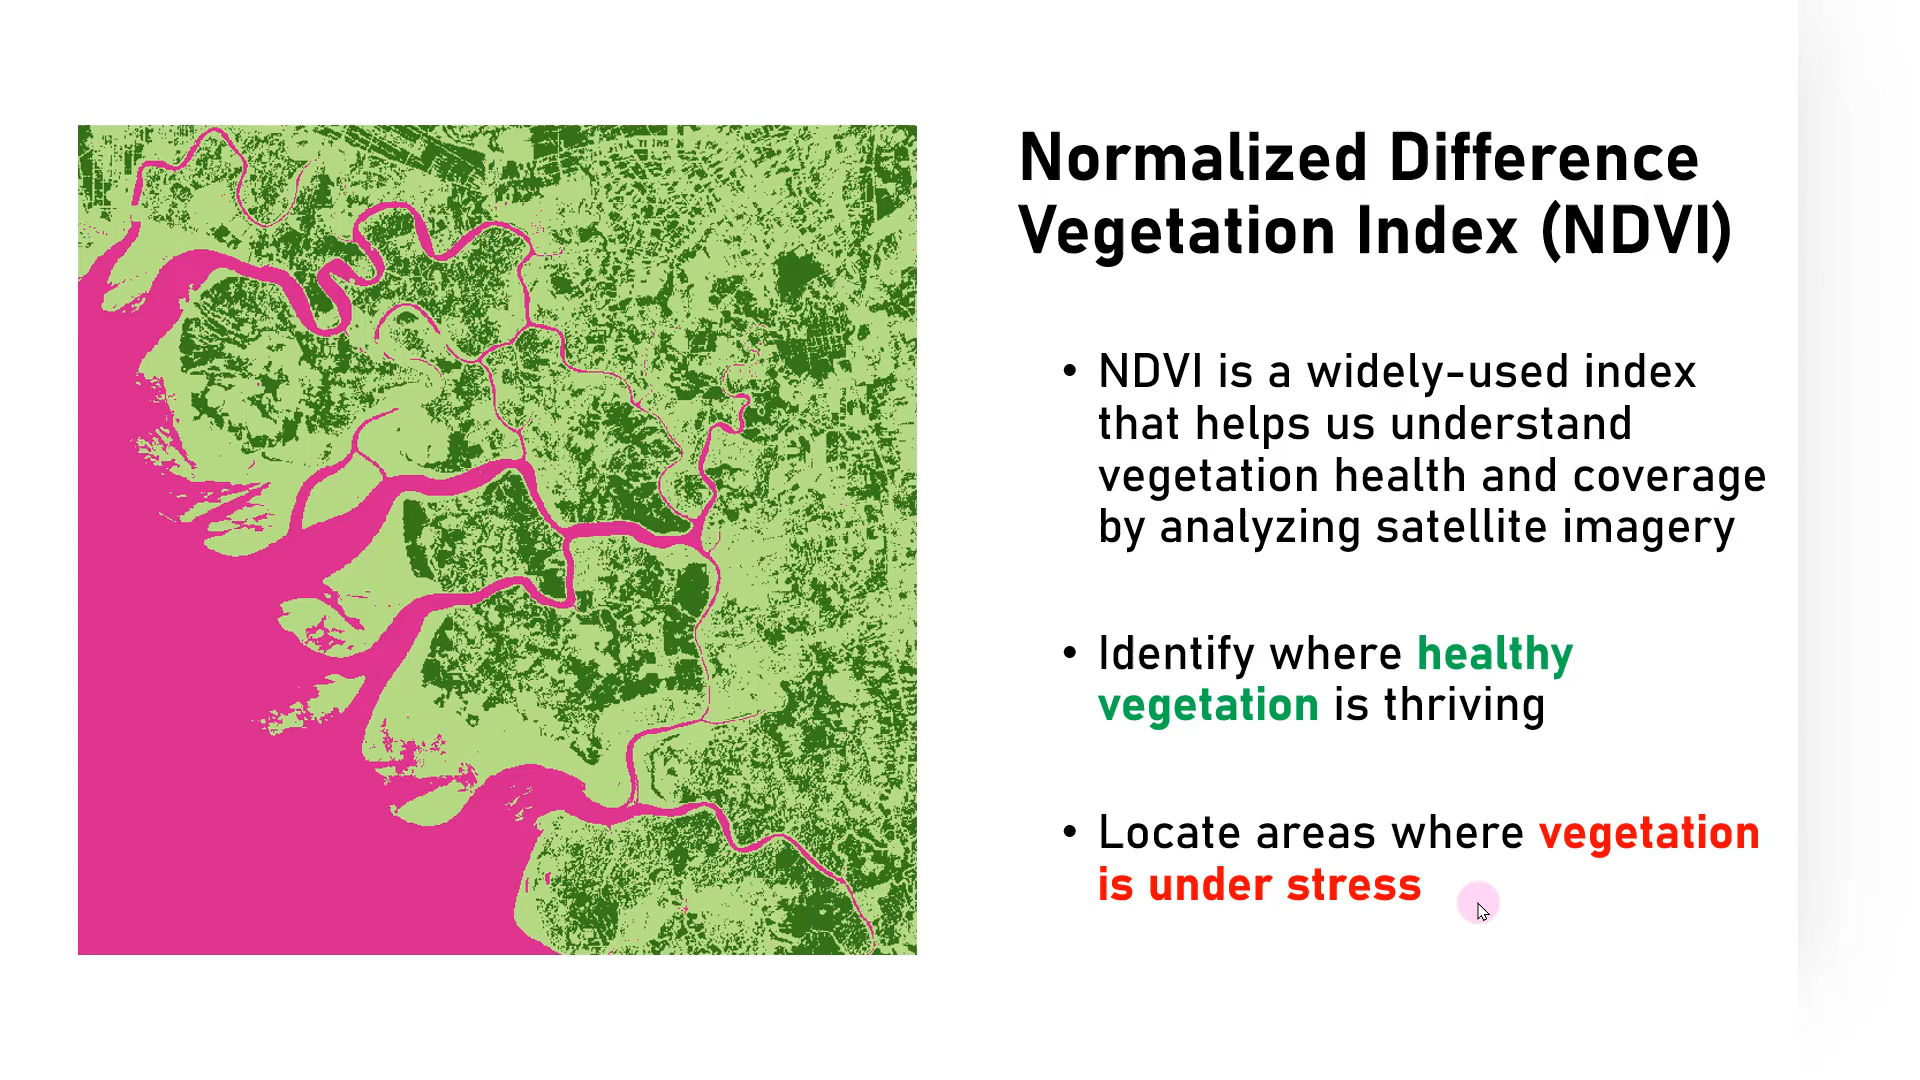 Normalized Difference
Vegetation Index (NDVI)
• NDVI is a widely-used index
that helps us understand
vegetation health and coverage
by analyzing satellite imagery
• Identify where healthy
vegetation is thriving
• Locate areas where vegetation
is under stress